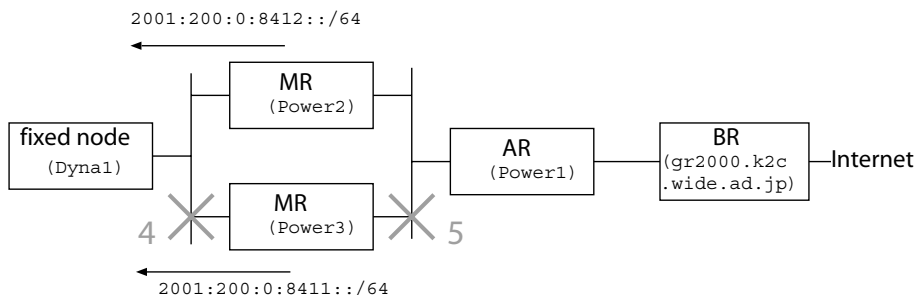 2001:200:0:8412::/64
MR
(Power2)
fixed node
(Dyna1)
AR
(Power1)
BR
(gr2000.k2c
.wide.ad.jp)
Internet
MR
(Power3)
4
5
2001:200:0:8411::/64